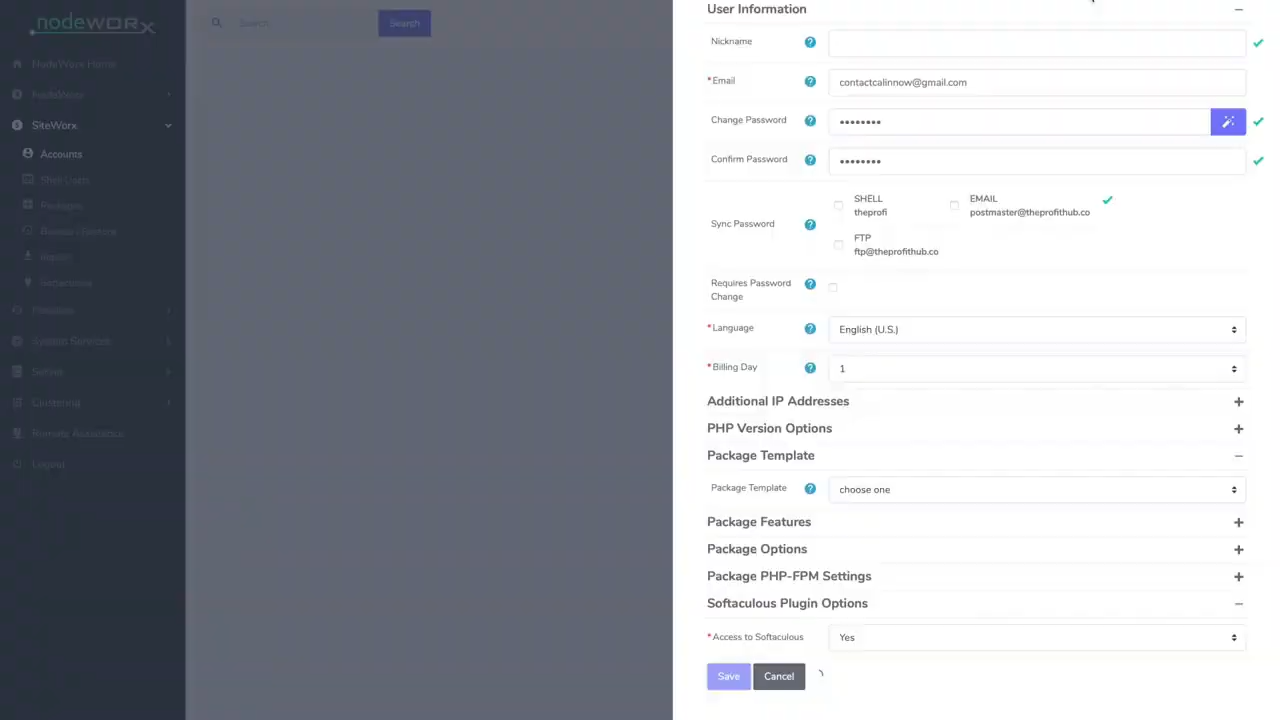 nodeworx
Search
Search
NodeWorx Home
NodeWorx
SiteWorx
Accounts
Shell Users
Packages
Backup / Restore
Import
Preferences
System Services
Server
Clustering
Remote Assistance
Logout
User Information
Nickname
*Email
contactcalinnow@gmail.com
Change Password
••••••••
Confirm Password
••••••••
Sync Password
SHELL
theprofi
EMAIL
postmaster@theprofithub.co
FTP
ftp@theprofithub.co
Requires Password
Change
*Language
English (U.S.)
*Billing Day
1
Additional IP Addresses
PHP Version Options
Package Template
Package Template
choose one
Package Features
Package Options
Package PHP-FPM Settings
Softaculous Plugin Options
*Access to Softaculous
Yes
Save
Cancel